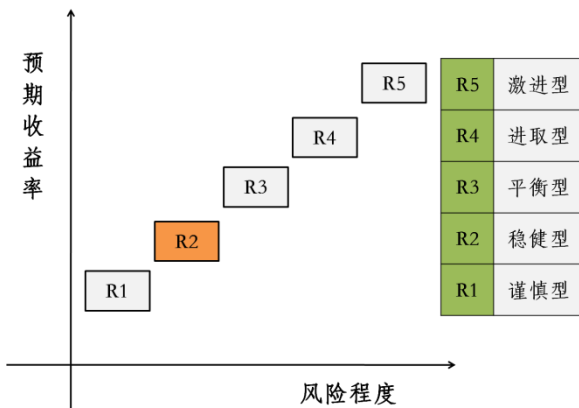 预期收益率
R5
R4
R3
R2
R1
风险程度
R5 激进型
R4 进取型
R3 平衡型
R2 稳健型
R1 谨慎型